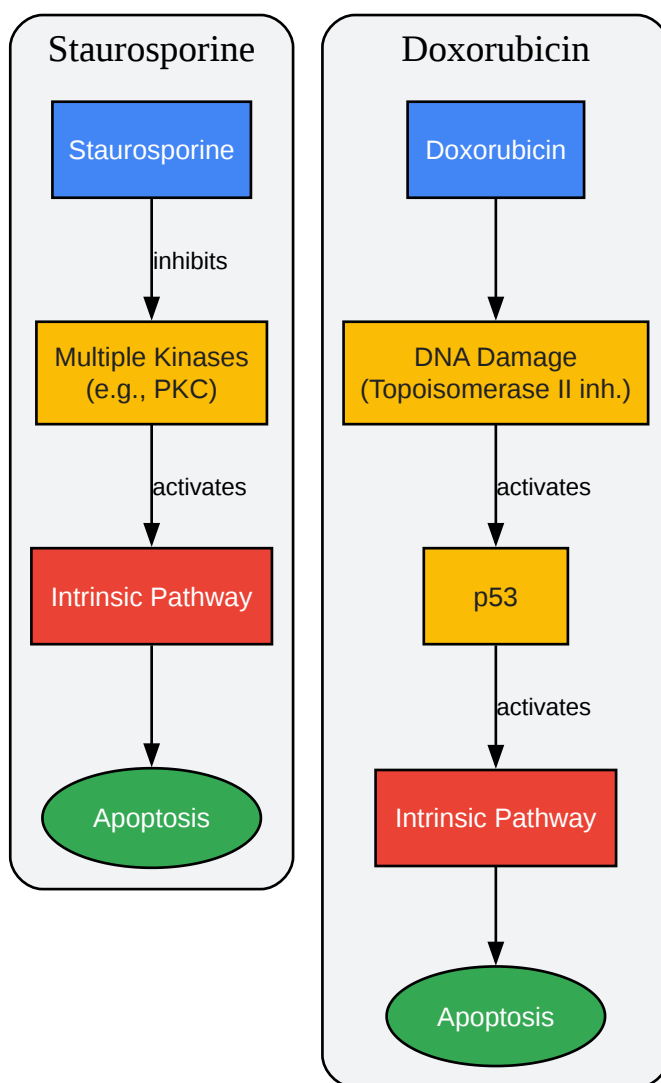 Staurosporine
Staurosporine
inhibits
Multiple Kinases
(e.g., PKC)
activates
Intrinsic Pathway
Apoptosis
Doxorubicin
Doxorubicin
DNA Damage
(Topoisomerase II inh.)
activates
p53
activates
Intrinsic Pathway
Apoptosis